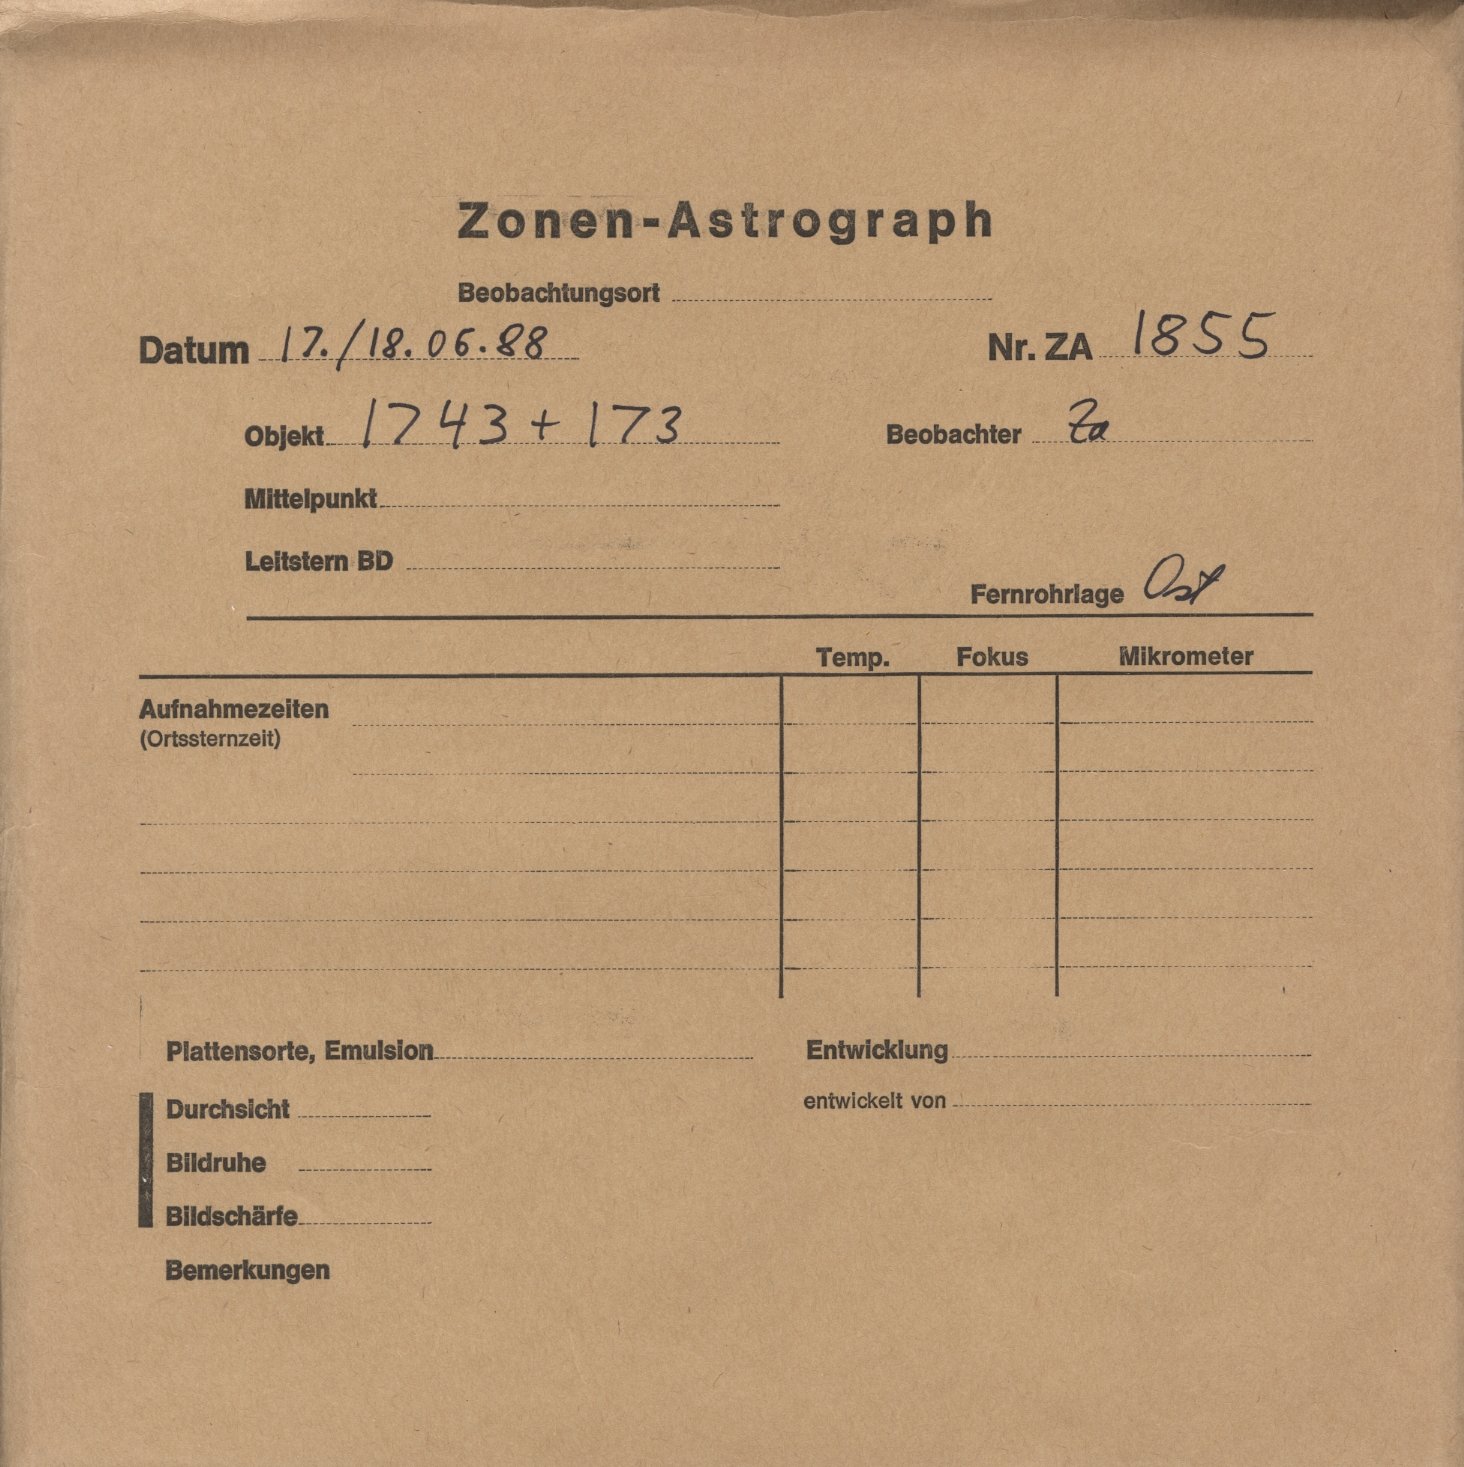 Zonen-Astrograph
Beobachtungsort
Datum 17./18.06.88 Nr. ZA 1855
Objekt 1743+173 Beobachter Za
Mittelpunkt
Leitstern BD
Fernrohrlage Ost
Temp. Fokus Mikrometer
Aufnahmezeiten
(Ortssternzeit)
Plattensorte, Emulsion Entwicklung
Durchsicht entwickelt von
Bildruhe
Bildschärfe
Bemerkungen